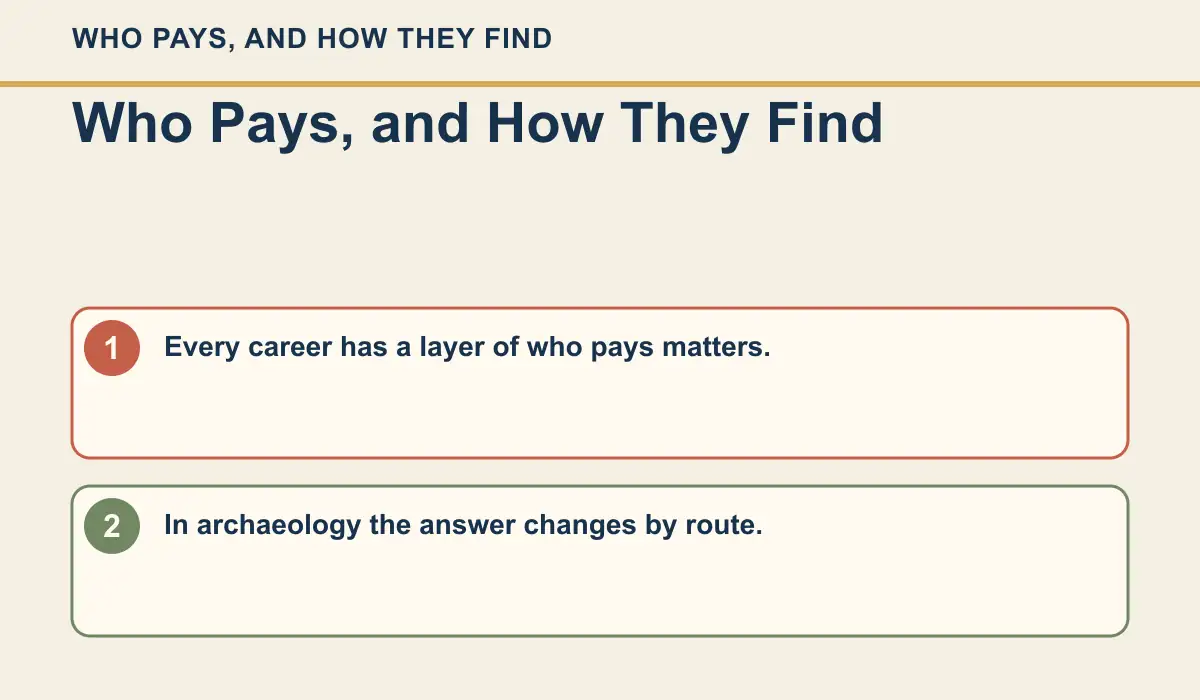 WHO PAYS, AND HOW THEY FIND
Who Pays, and How They Find
1
Every career has a layer of who pays matters.
2
In archaeology the answer changes by route.